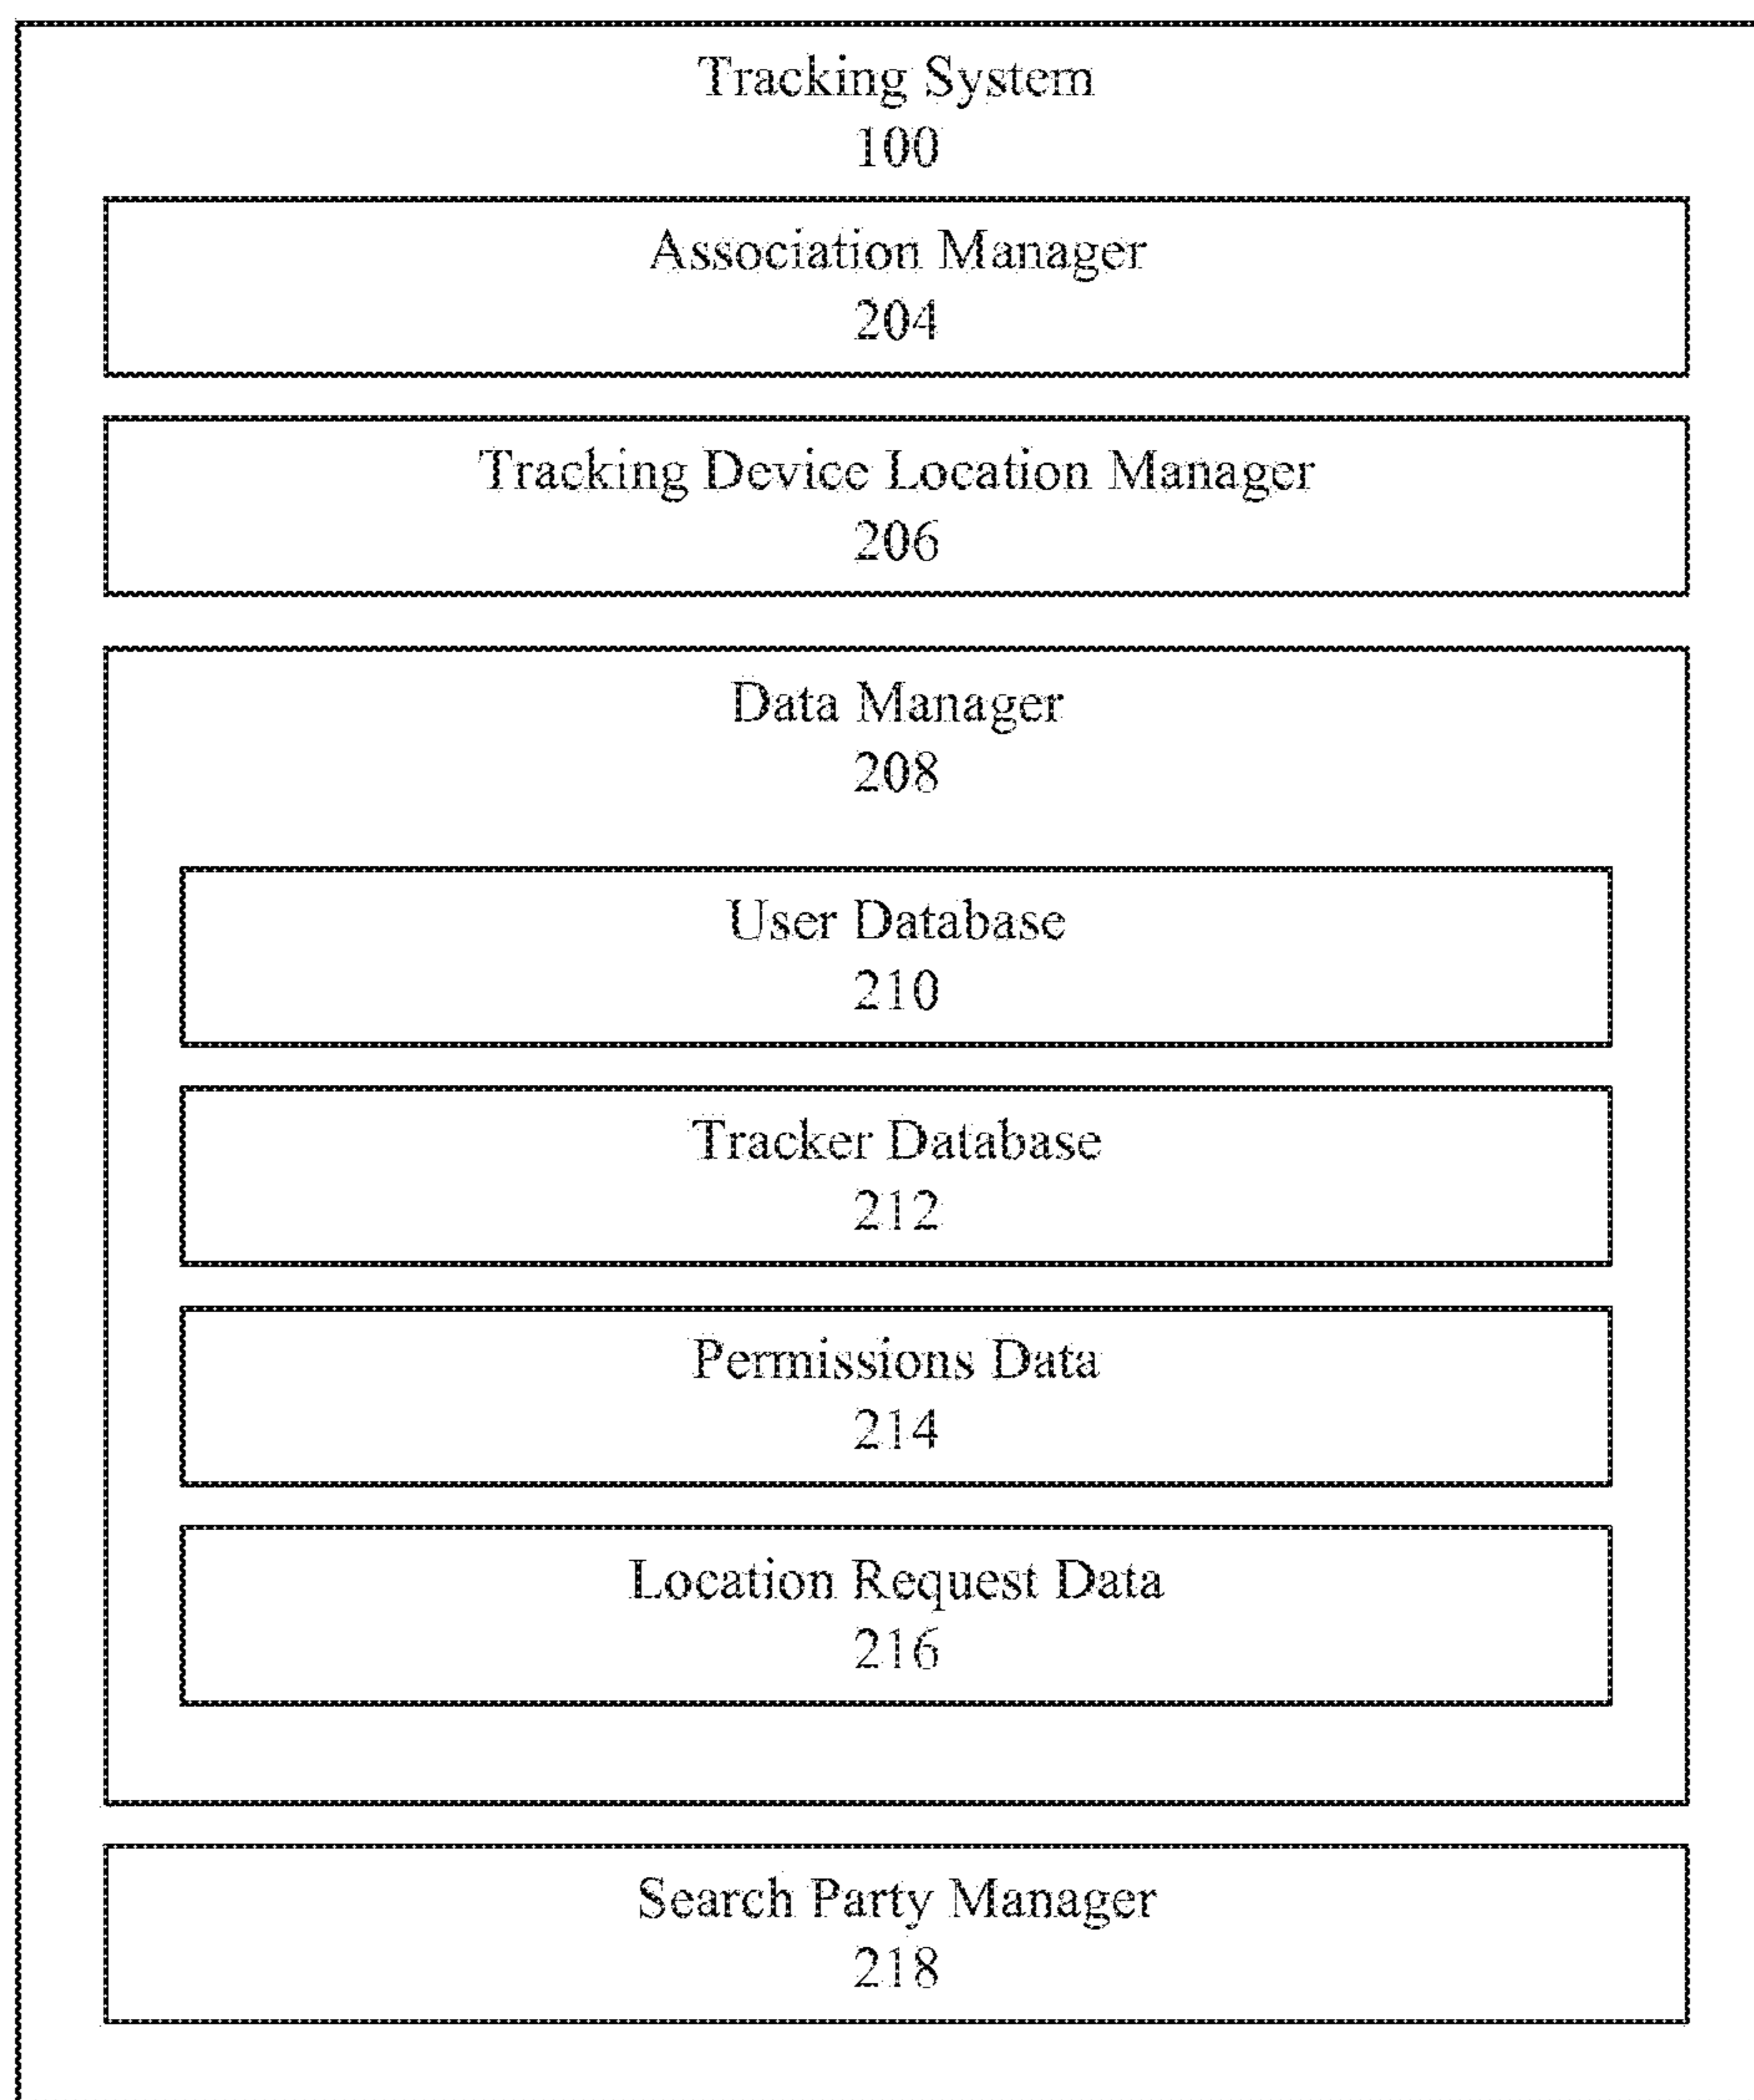 Tracking System
100
Association Manager
204
Tracking Device Location Manager
206
Data Manager
208
User Database
210
Tracker Database
212
Permissions Data
214
Location Request Data
216
Search Party Manager
218